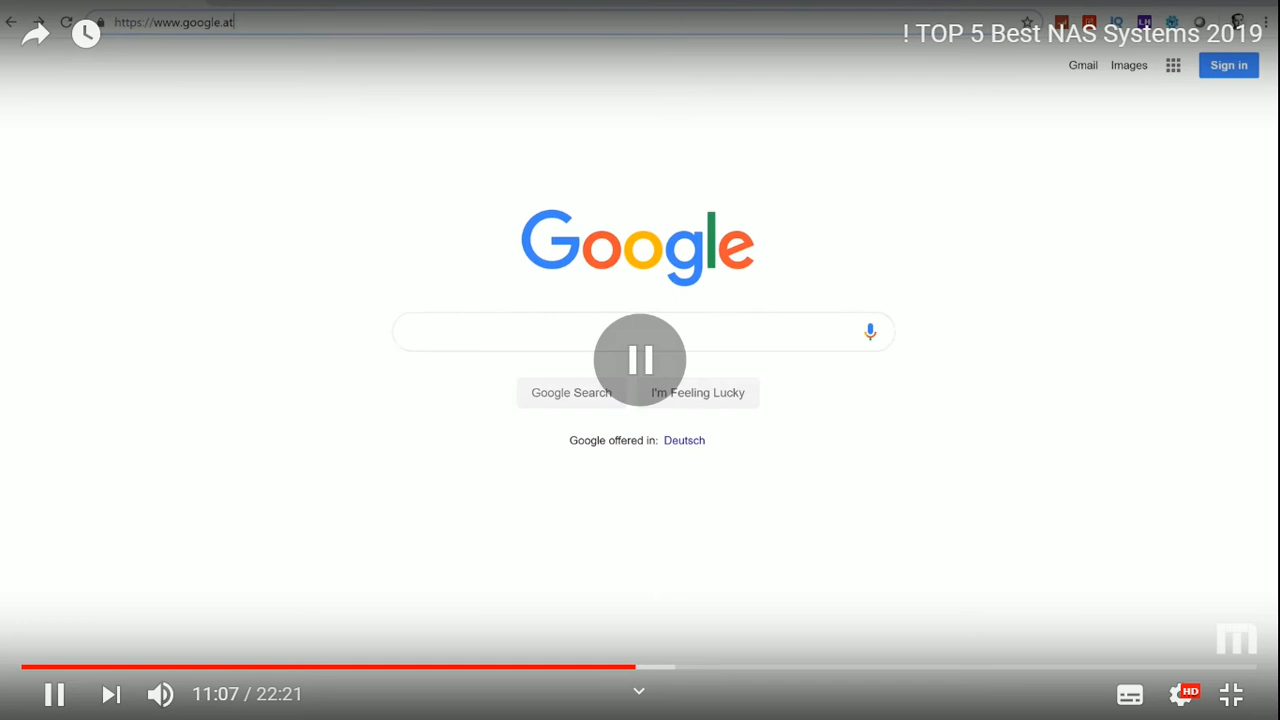 https://www.google.at
! TOP 5 Best NAS Systems 2019
Gmail Images Sign in
Google
Google Search I'm Feeling Lucky
Google offered in: Deutsch
m
11:07 / 22:21
HD